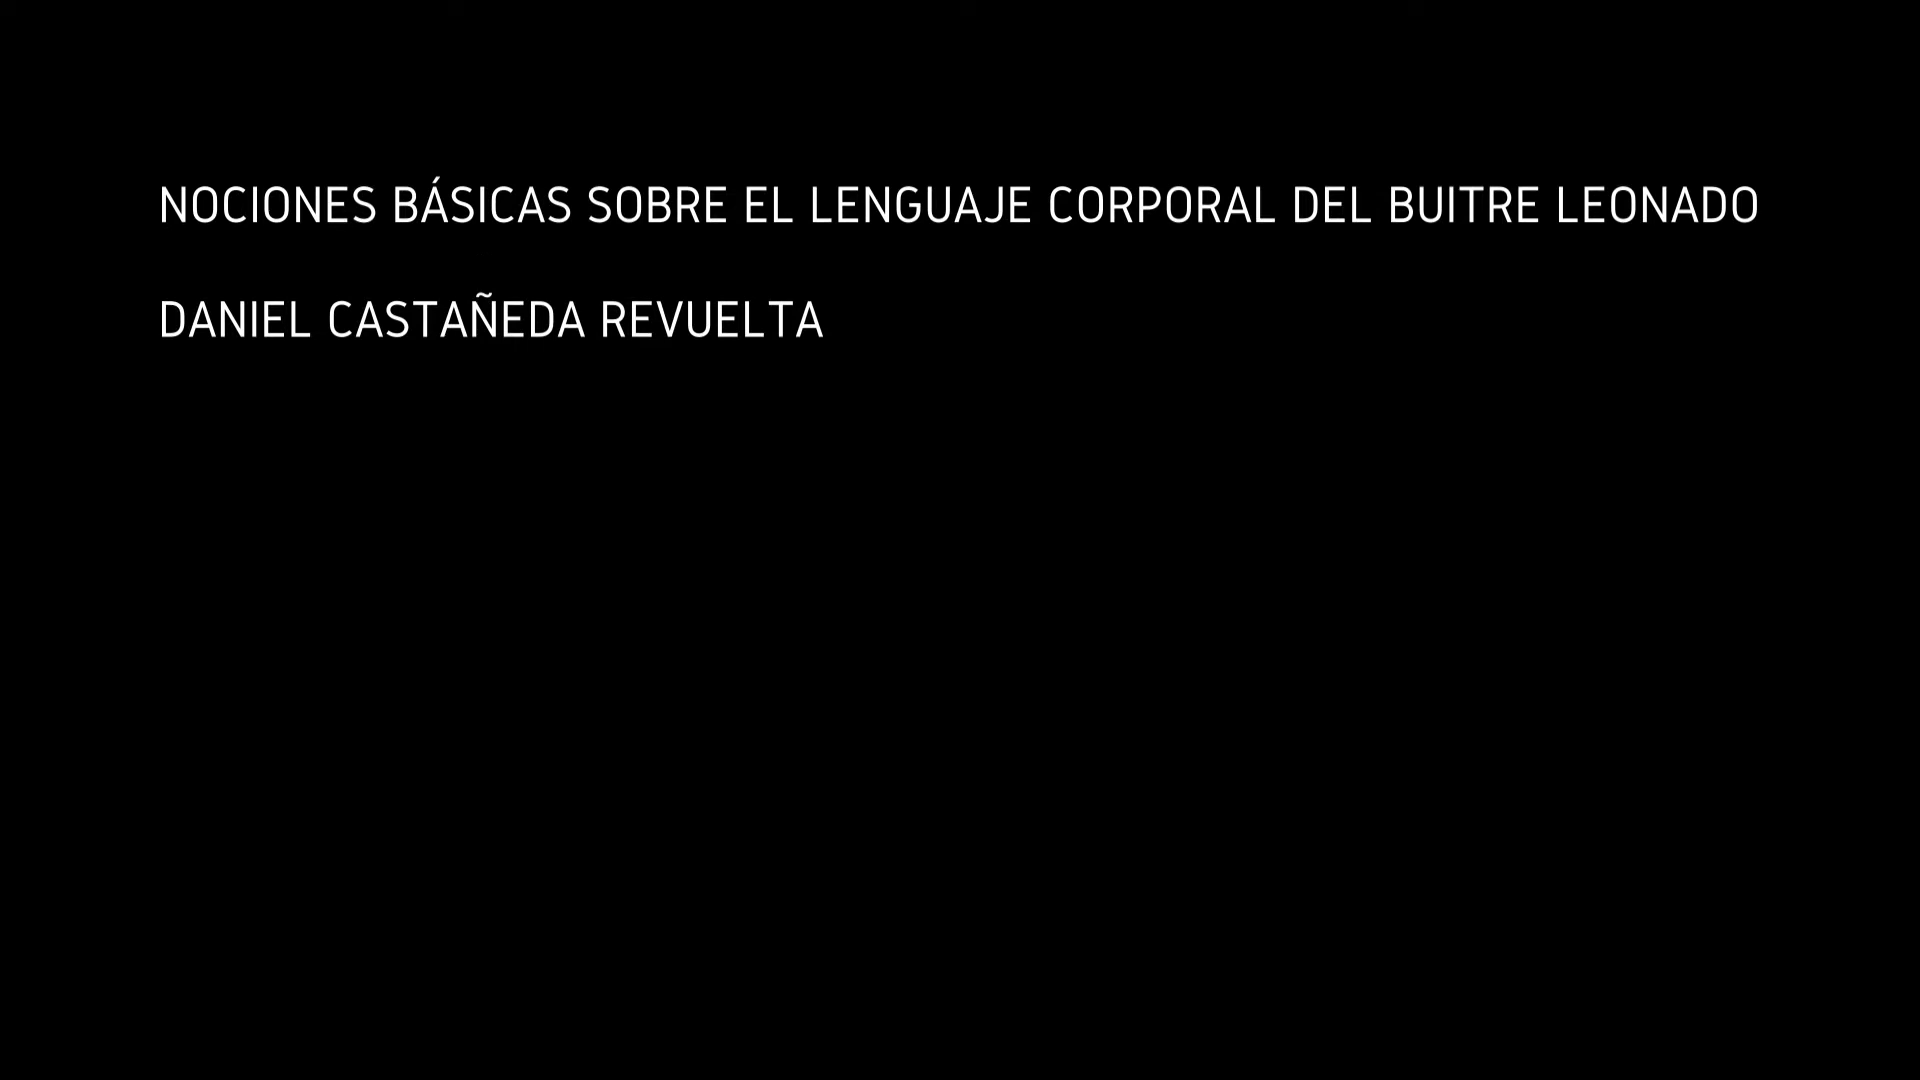 NOCIONES BÁSICAS SOBRE EL LENGUAJE CORPORAL DEL BUITRE LEONADO
DANIEL CASTAÑEDA REVUELTA